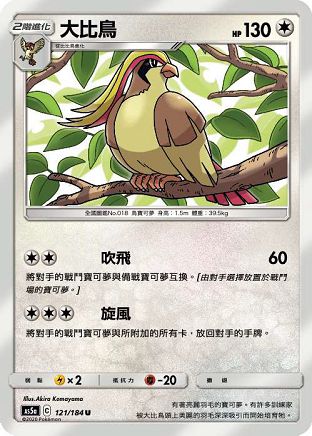 2階進化 大比鳥 HP 130
從比比鳥進化
全國圖鑑No.018 鳥寶可夢 身高:1.5m 體重:39.5kg
吹飛 60
將對手的戰鬥寶可夢與備戰寶可夢互換。[由對手選擇放置於戰鬥
場的寶可夢。]
旋風
將對手的戰鬥寶可夢與所附加的所有卡,放回對手的手牌。
弱點 ×2 抵抗力 -20 撤退
Illus.Akira Komayama
AS5a C 121/184 U
©2020 Pokémon
有著亮麗羽毛的寶可夢。有許多訓練家
被大比鳥頭上美麗的羽毛深深吸引而開始培育牠。